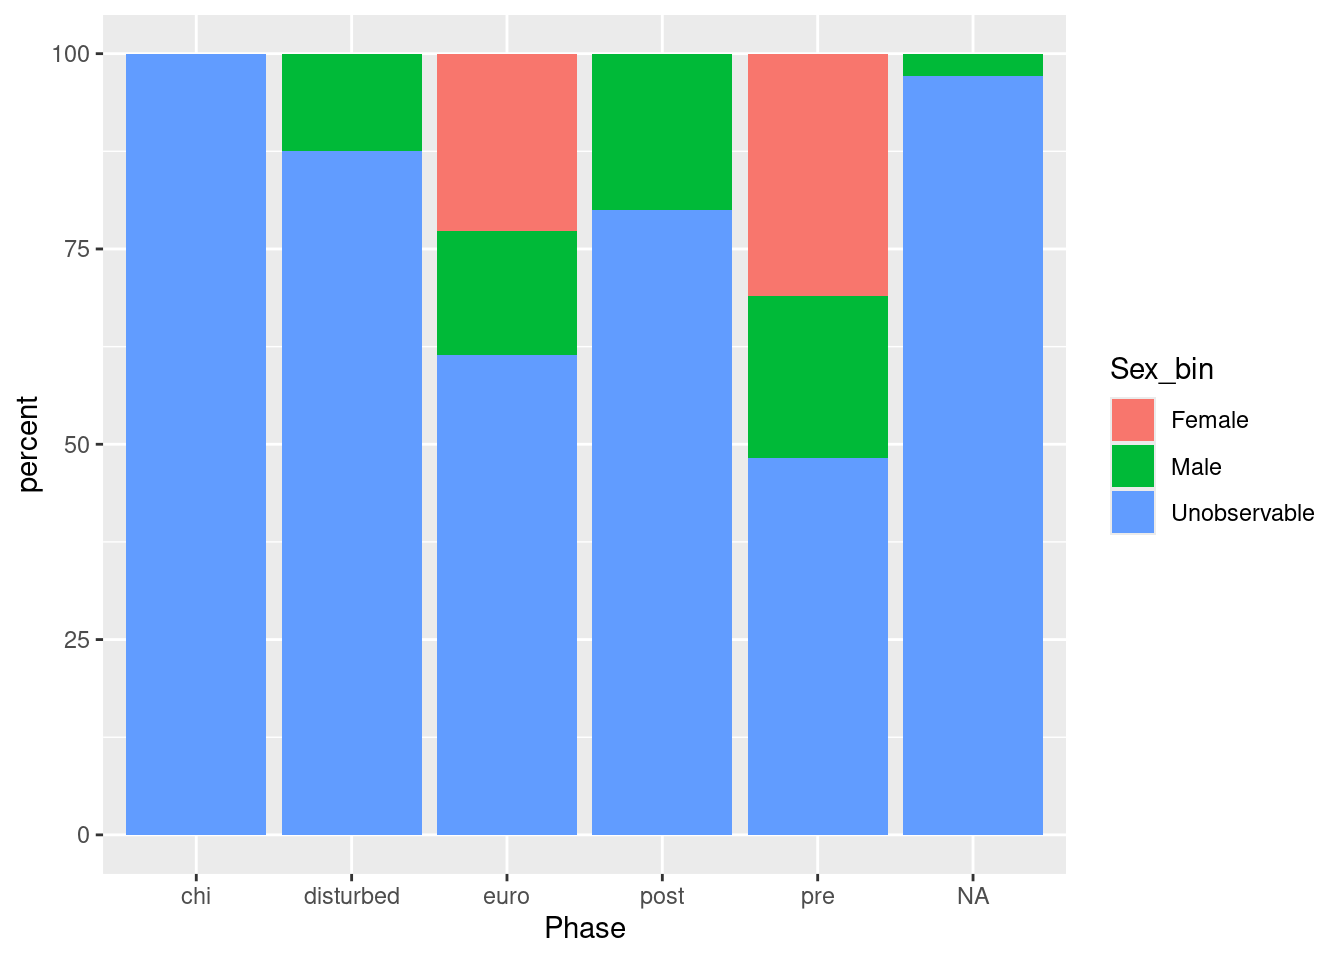 100
75
50
25
0
percent
chi disturbed euro post pre NA
Phase
Sex_bin
Female
Male
Unobservable